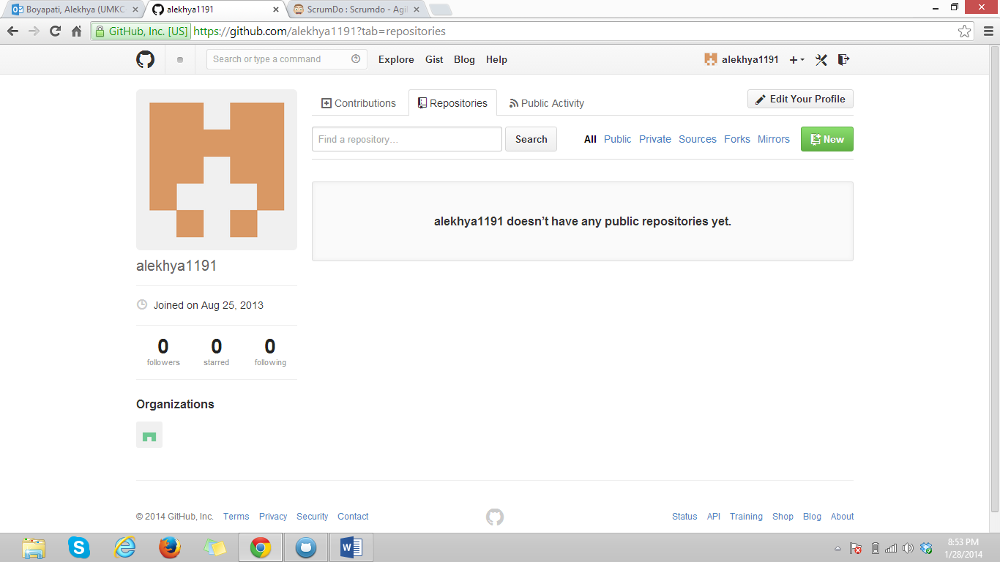 Boyapati, Alekhya (UMKC
alekhya1191
ScrumDo : Scrumdo - Agil
GitHub, Inc. [US] https://github.com/alekhya1191?tab=repositories
Search or type a command Explore Gist Blog Help alekhya1191
Contributions Repositories Public Activity Edit Your Profile
Find a repository... Search All Public Private Sources Forks Mirrors New
alekhya1191 doesn’t have any public repositories yet.
alekhya1191
Joined on Aug 25, 2013
0 0 0
followers starred following
Organizations
© 2014 GitHub, Inc. Terms Privacy Security Contact Status API Training Shop Blog About
8:53 PM
1/28/2014